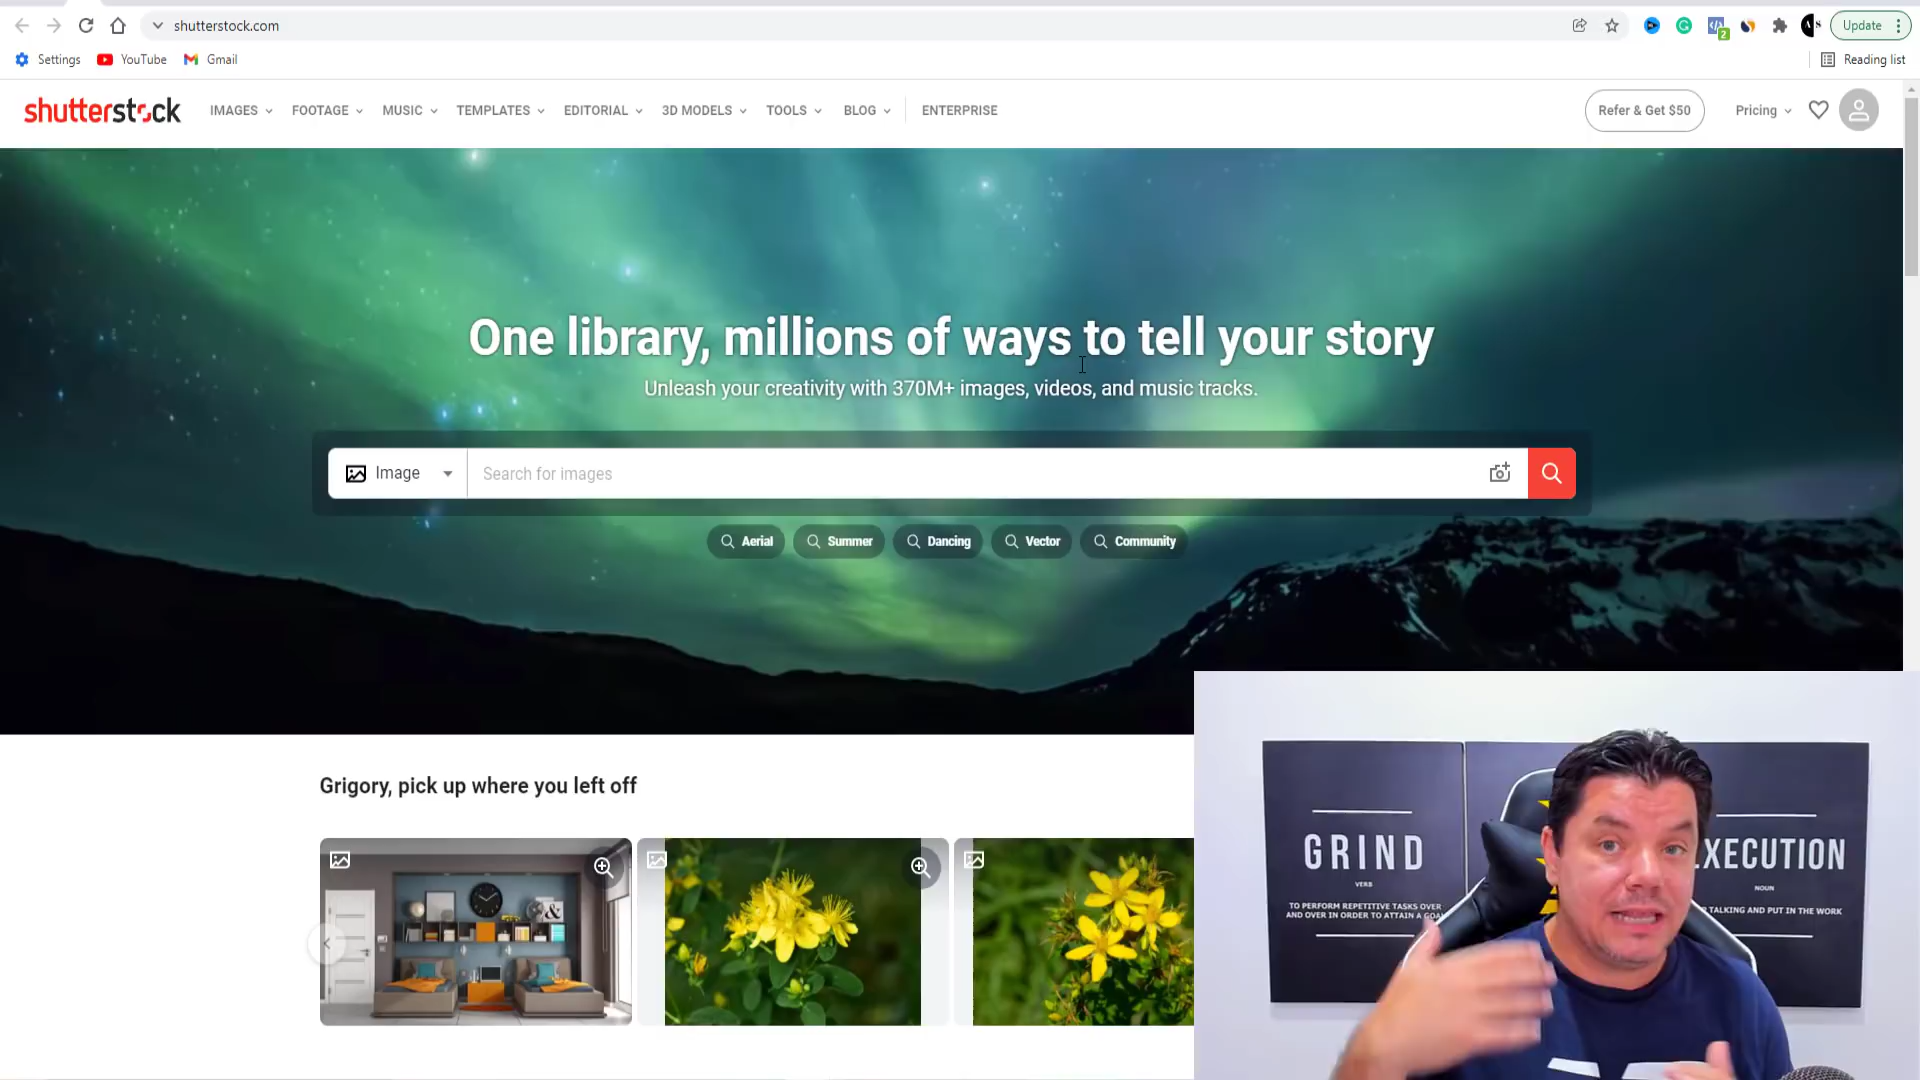 shutterstock.com
Update
2
Settings YouTube Gmail
Reading list
shutterstock IMAGES FOOTAGE MUSIC TEMPLATES EDITORIAL 3D MODELS TOOLS BLOG ENTERPRISE
Refer & Get $50 Pricing
One library, millions of ways to tell your story
Unleash your creativity with 370M+ images, videos, and music tracks.
Image Search for images
Aerial Summer Dancing Vector Community
Grigory, pick up where you left off
&
GRIND
VERB
TO PERFORM REPETITIVE TASKS OVER
AND OVER IN ORDER TO ATTAIN A
XECUTION
NOUN
TALKING AND PUT IN THE WORK